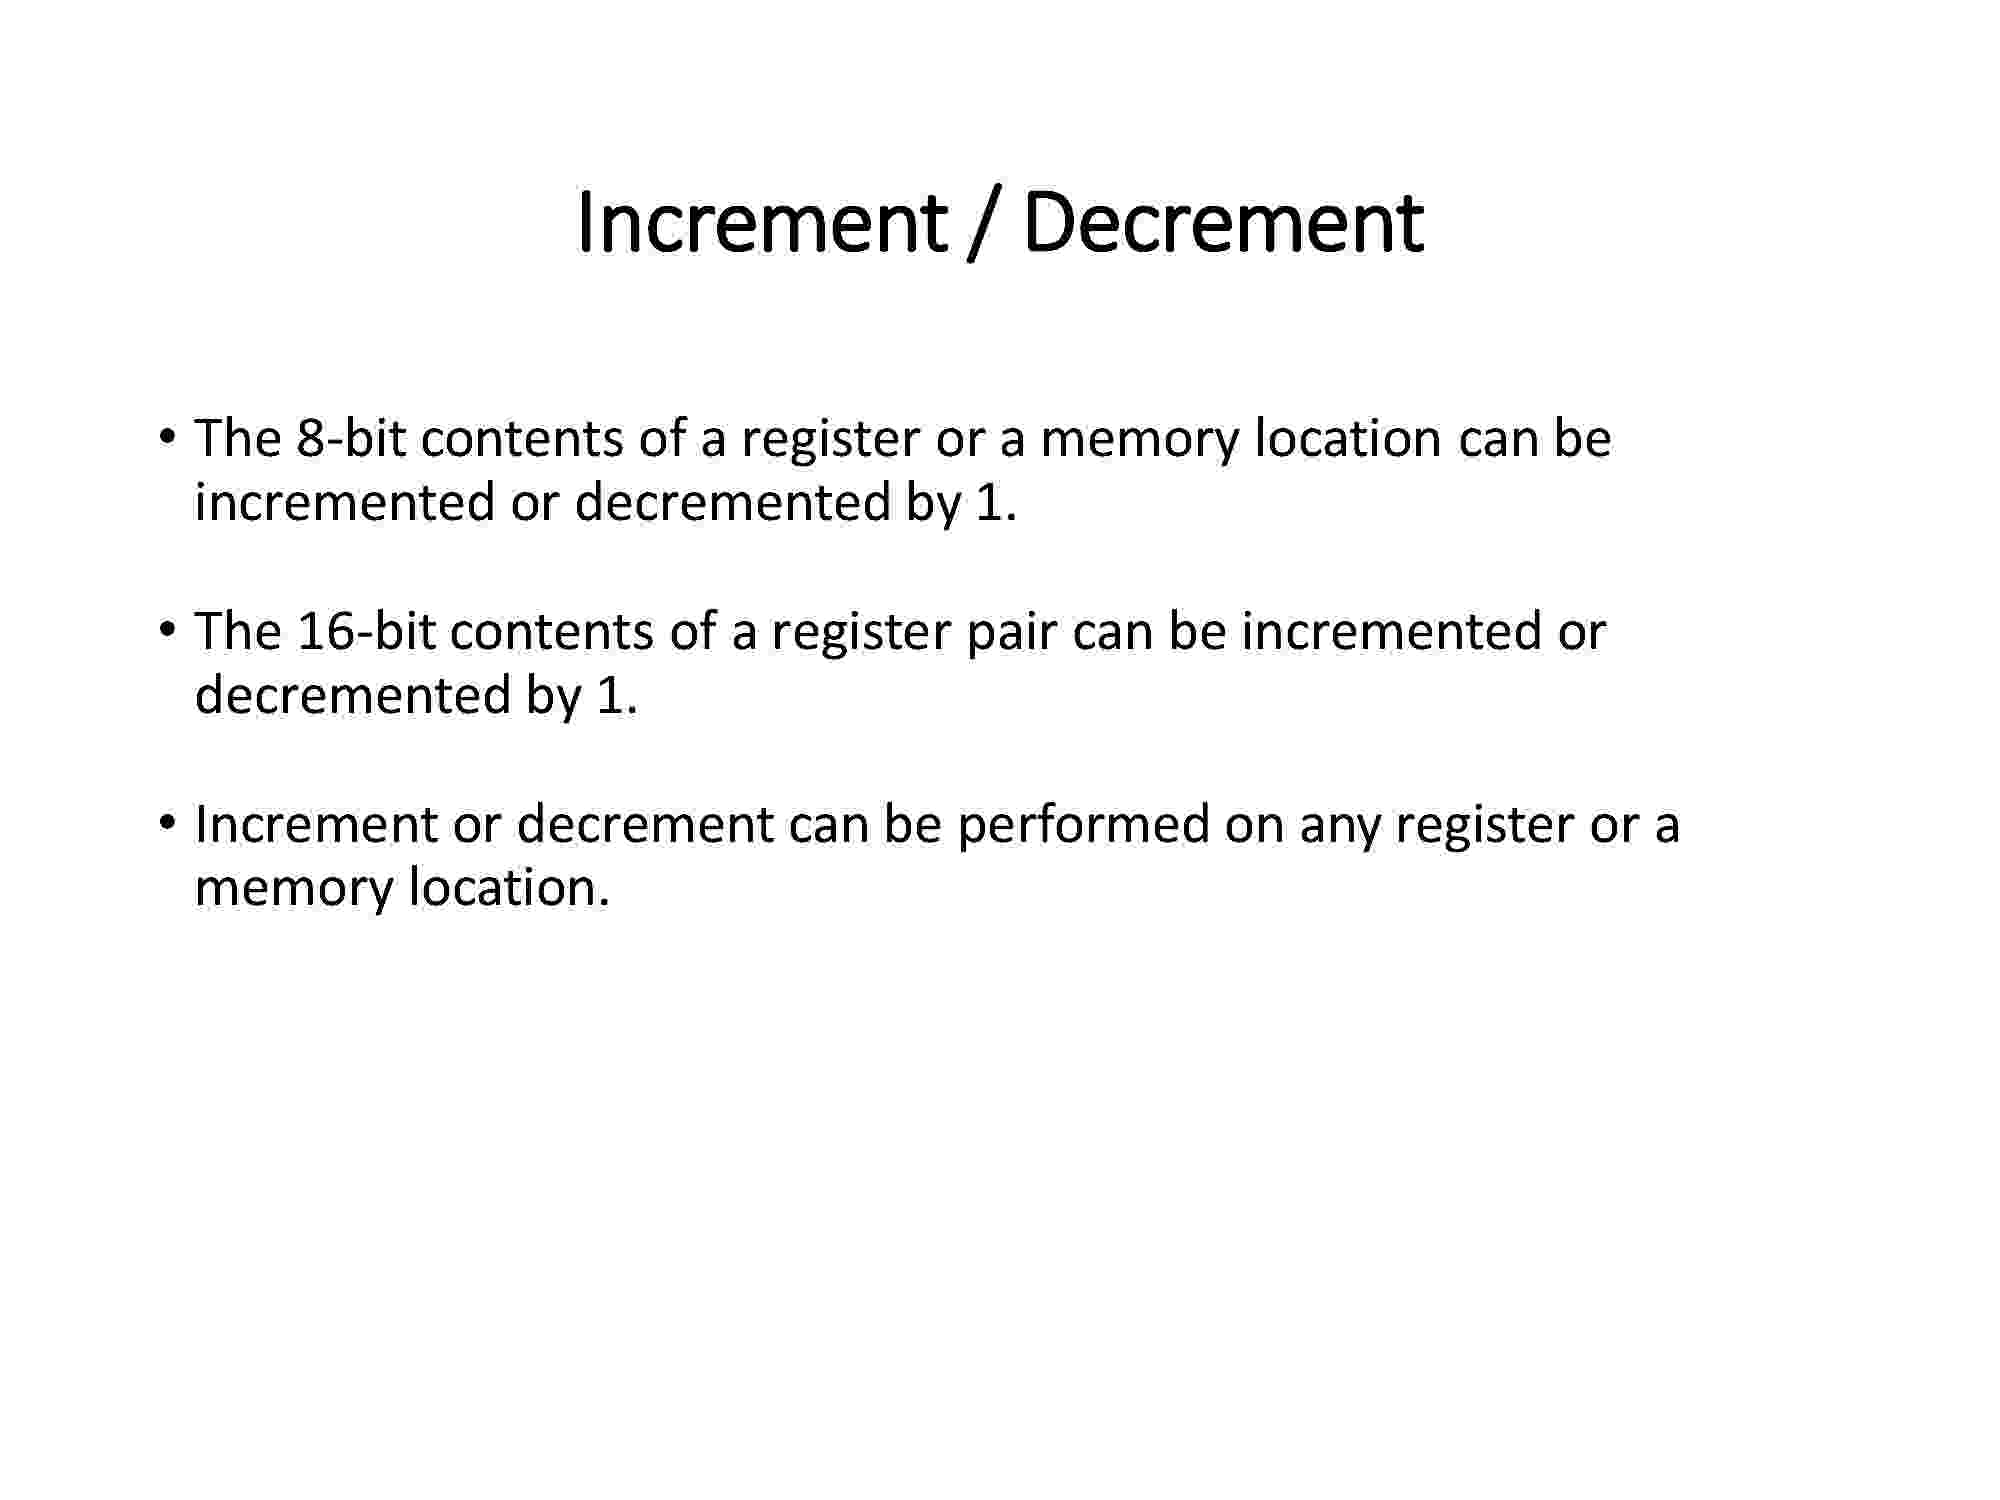 Increment / Decrement
• The 8-bit contents of a register or a memory location can be
incremented or decremented by 1.
• The 16-bit contents of a register pair can be incremented or
decremented by 1.
• Increment or decrement can be performed on any register or a
memory location.